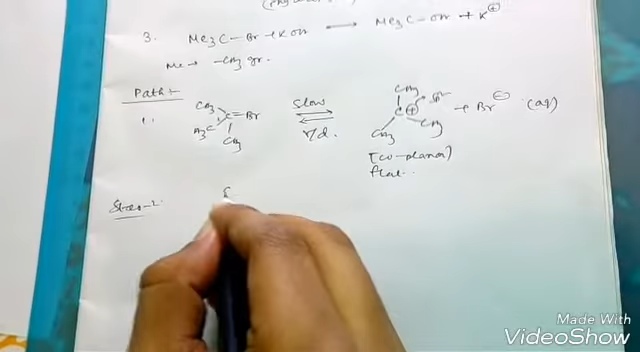 3. Me₃C–Br + KOH ⟶ Me₃C–OH + K⊕
Me → –CH₃ gr.
Path :-
1. CH₃ H₃C C=Br CH₃ slow ⇌ r/d. CH₃ C⊕ sp² CH₃ CH₃ + Br⊖ (aq)
[co-planar)
flat.
Step-2.
Made With
VideoShow